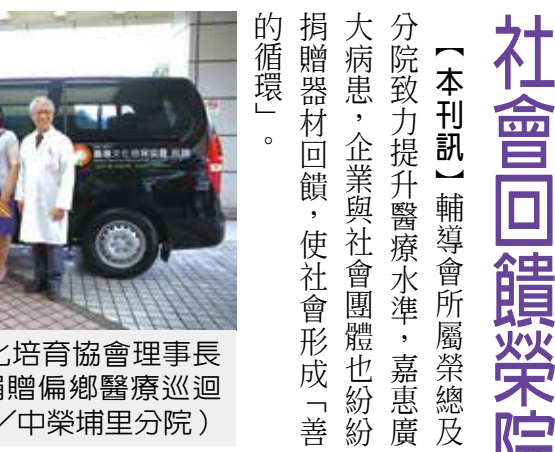 社會回饋榮院
【本刊訊】輔導會所屬榮總及
分院致力提升醫療水準，嘉惠廣
大病患，企業與社會團體也紛紛
捐贈器材回饋，使社會形成「善
的循環」。
化培育協會理事長
捐贈偏鄉醫療巡迴
／中榮埔里分院）